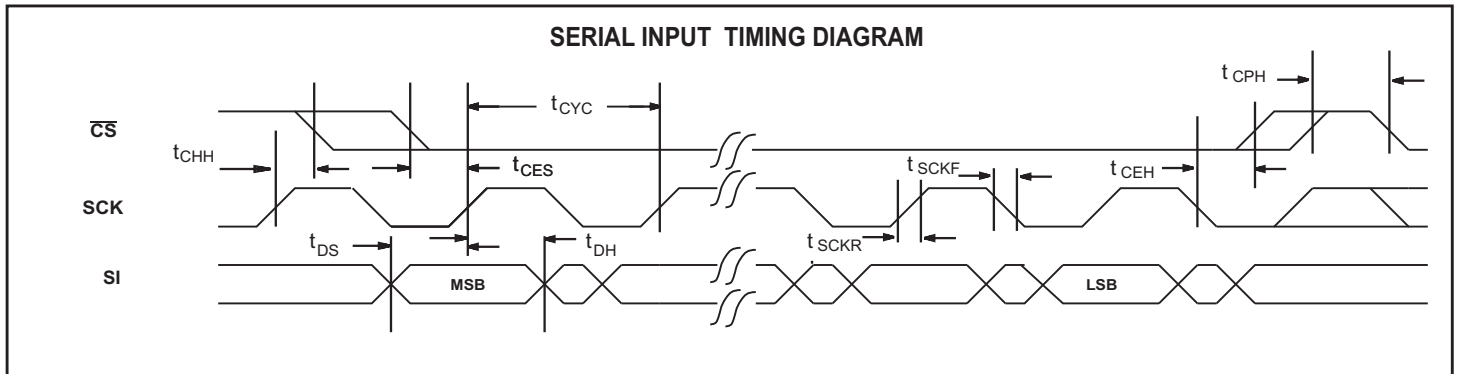 SERIAL INPUT TIMING DIAGRAM
t CPH
t CYC
CS
t CHH
t CES
t SCKF
t CEH
SCK
t DS
t DH
t SCKR
SI
MSB
LSB